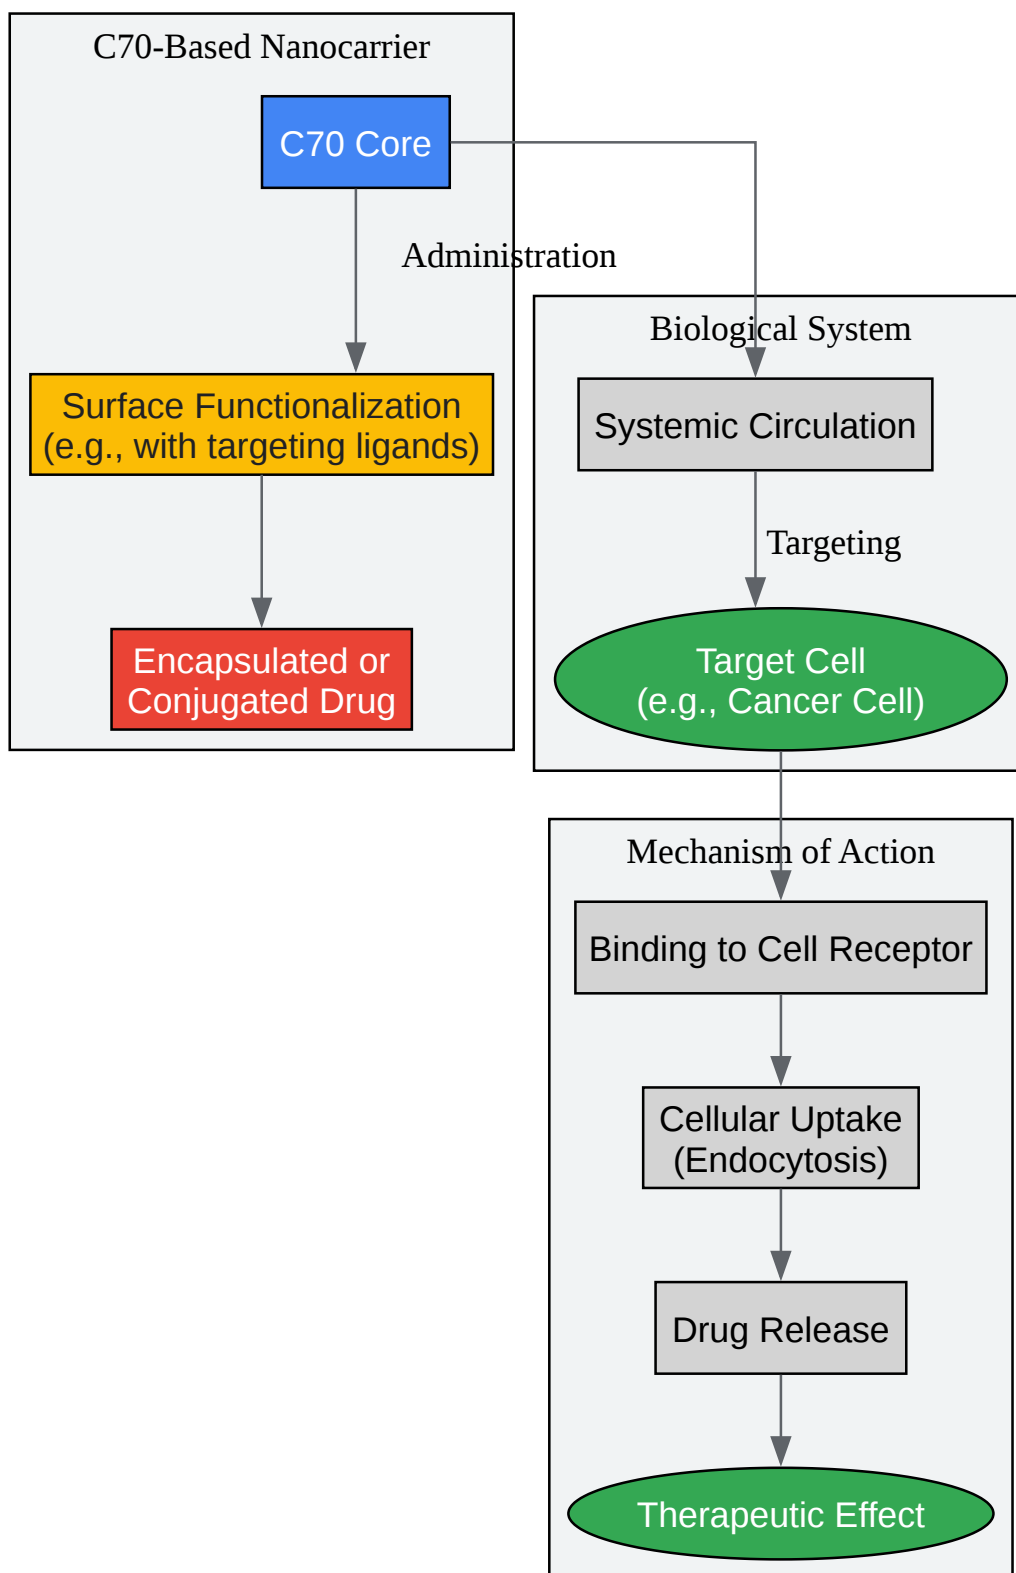 C70-Based Nanocarrier
C70 Core
Administration
Surface Functionalization
(e.g., with targeting ligands)
Encapsulated or
Conjugated Drug
Biological System
Systemic Circulation
Targeting
Target Cell
(e.g., Cancer Cell)
Mechanism of Action
Binding to Cell Receptor
Cellular Uptake
(Endocytosis)
Drug Release
Therapeutic Effect